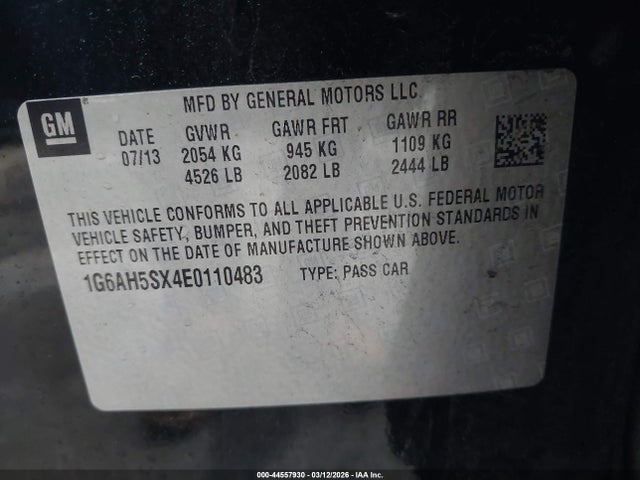 GM
MFD BY GENERAL MOTORS LLC.
DATE GVWR GAWR FRT GAWR RR
07/13 2054 KG 945 KG 1109 KG
4526 LB 2082 LB 2444 LB
THIS VEHICLE CONFORMS TO ALL APPLICABLE U.S. FEDERAL MOTOR
VEHICLE SAFETY, BUMPER, AND THEFT PREVENTION STANDARDS IN
EFFECT ON THE DATE OF MANUFACTURE SHOWN ABOVE.
1G6AH5SX4E0110483 TYPE: PASS CAR
000-44557930 - 03/12/2026 - IAA Inc.